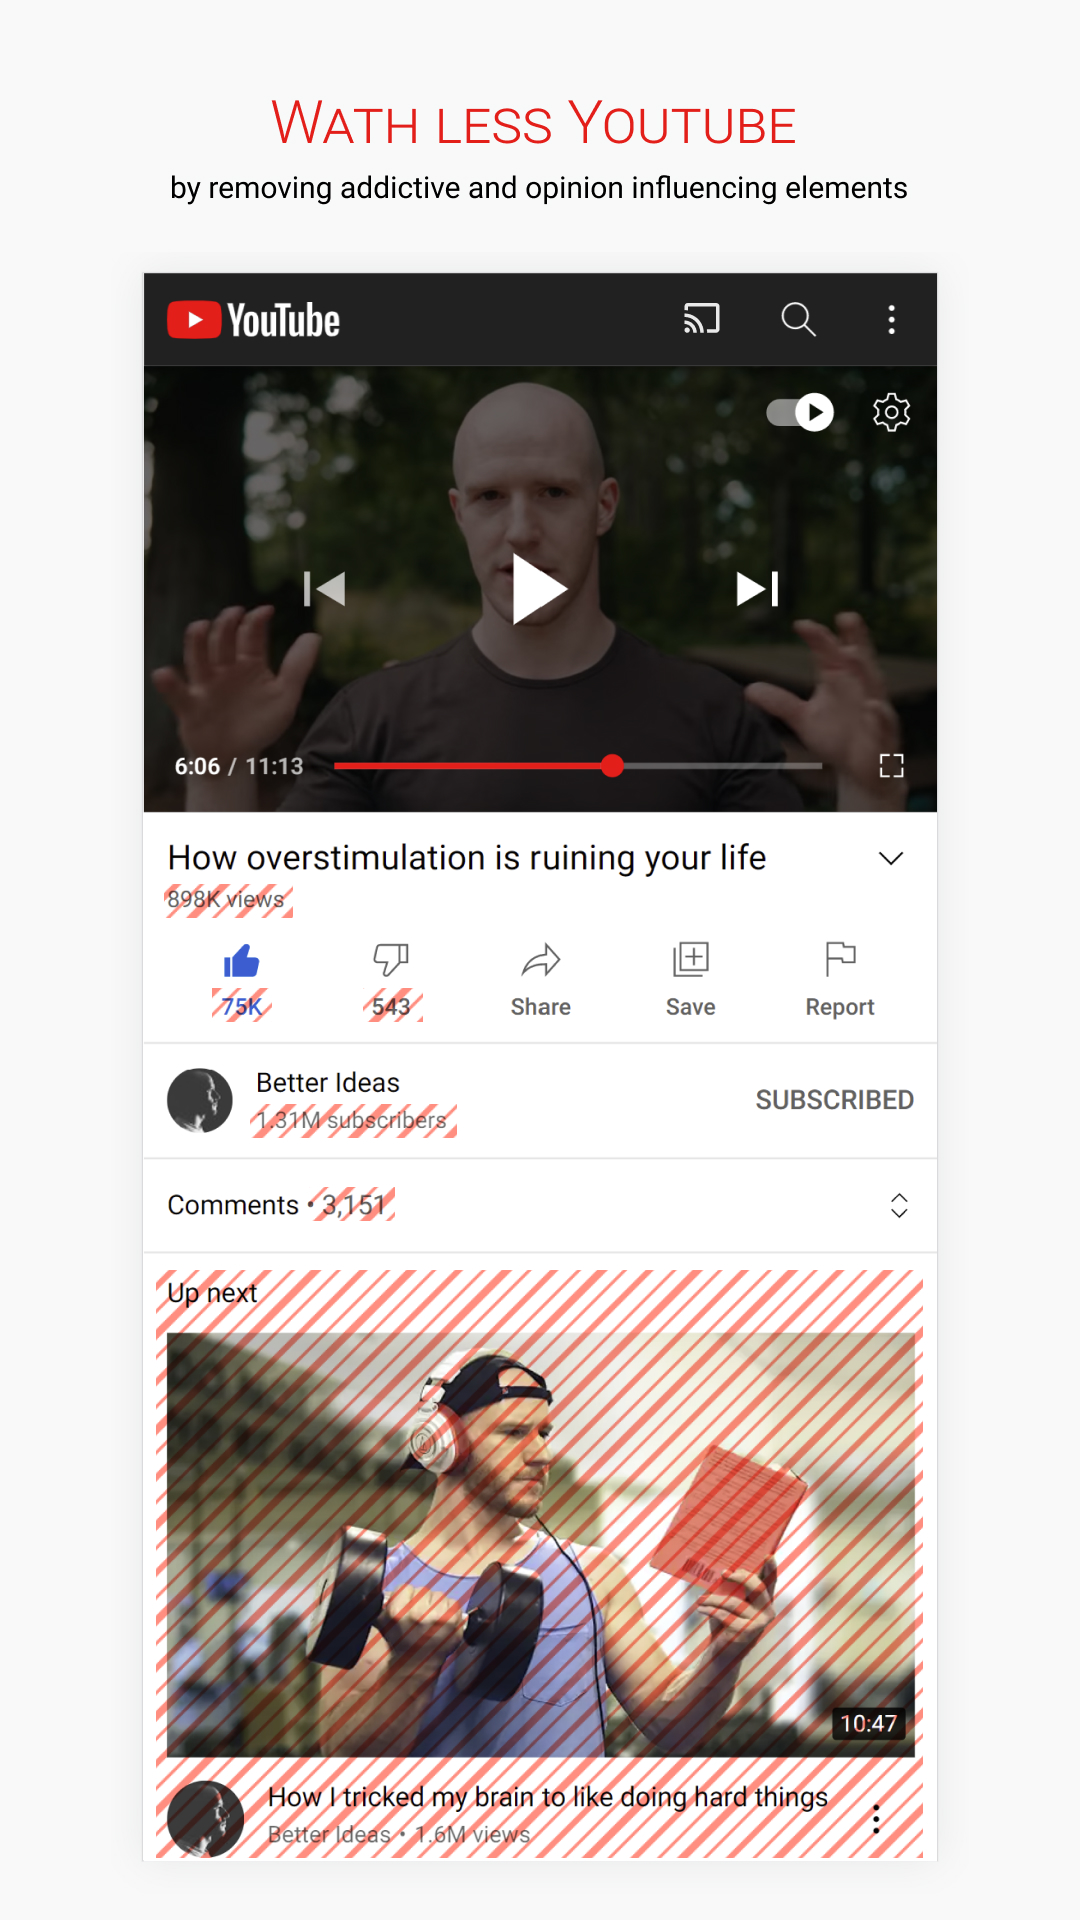 WATH LESS YOUTUBE
by removing addictive and opinion influencing elements
YouTube
6:06 / 11:13
How overstimulation is ruining your life
898K views
75K 543 Share Save Report
Better Ideas
SUBSCRIBED
1.31M subscribers
Comments • 3,151
Up next
10:47
How I tricked my brain to like doing hard things
Better Ideas • 1.6M views